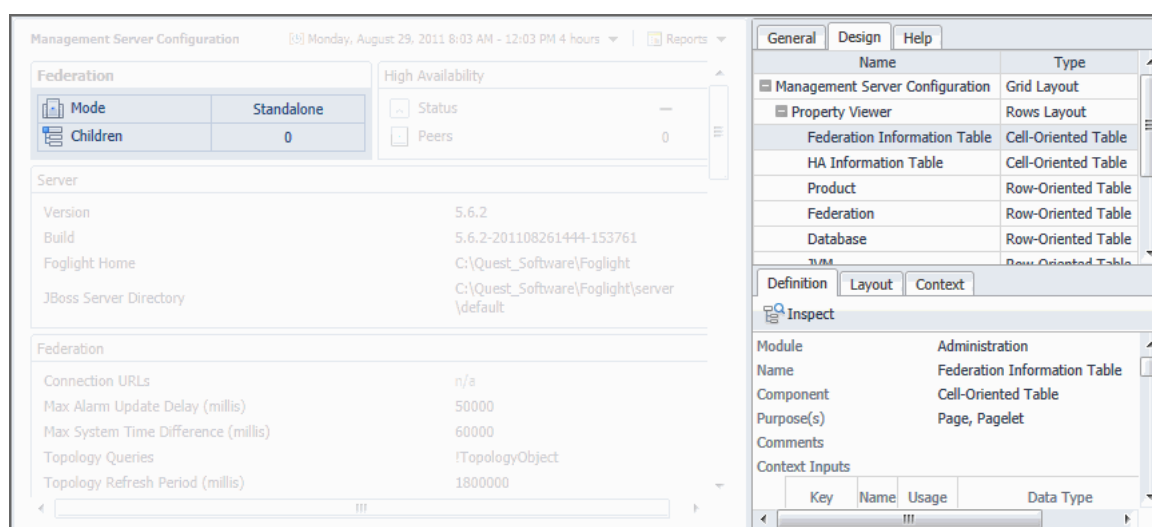 Management Server Configuration Monday, August 29, 2011 8:03 AM - 12:03 PM 4 hours Reports
Federation High Availability
Mode Standalone Status —
Children 0 Peers 0
Server
Version 5.6.2
Build 5.6.2-201108261444-153761
Foglight Home C:\Quest_Software\Foglight
JBoss Server Directory C:\Quest_Software\Foglight\server
\default
Federation
Connection URLs n/a
Max Alarm Update Delay (millis) 50000
Max System Time Difference (millis) 60000
Topology Queries !TopologyObject
Topology Refresh Period (millis) 1800000
General Design Help
Name Type
Management Server Configuration Grid Layout
Property Viewer Rows Layout
Federation Information Table Cell-Oriented Table
HA Information Table Cell-Oriented Table
Product Row-Oriented Table
Federation Row-Oriented Table
Database Row-Oriented Table
JVM Row-Oriented Table
Definition Layout Context
Inspect
Module Administration
Name Federation Information Table
Component Cell-Oriented Table
Purpose(s) Page, Pagelet
Comments
Context Inputs
Key Name Usage Data Type